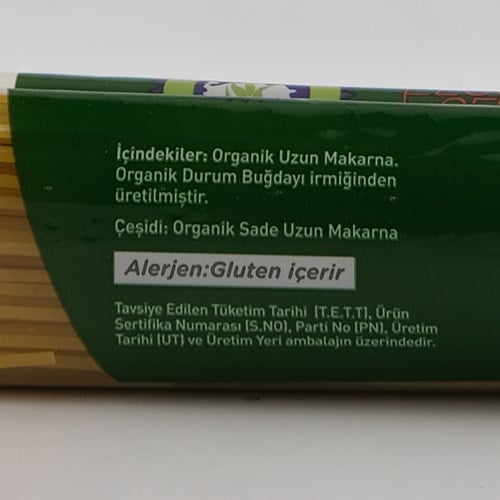 İçindekiler: Organik Uzun Makarna.
Organik Durum Buğdayı irmiğinden
üretilmiştir.
Çeşidi: Organik Sade Uzun Makarna
Alerjen:Gluten içerir
Tavsiye Edilen Tüketim Tarihi (T.E.T.T), Ürün
Sertifika Numarası (S.NO), Parti No (PN), Üretim
Tarihi (UT) ve Üretim Yeri ambalajın üzerindedir.